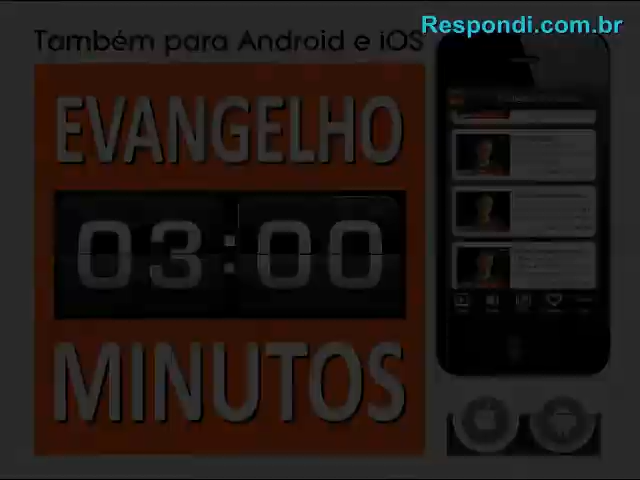 Respondi.com.br
Também para Android e iOS
EVANGELHO
03:00
MINUTOS